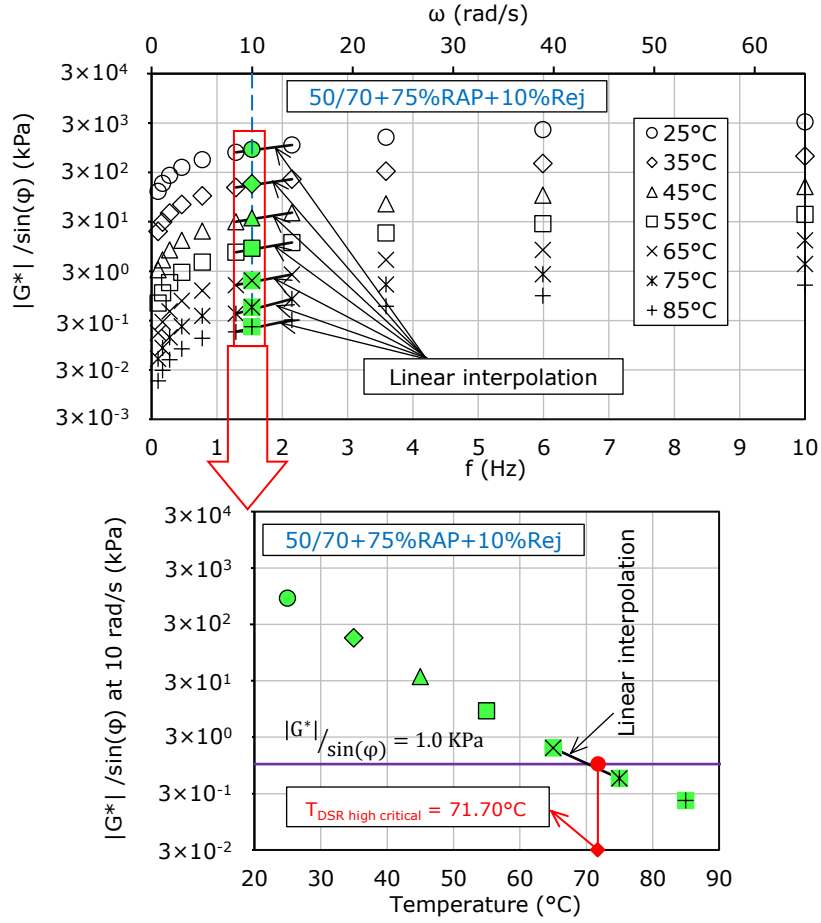 ω (rad/s)
0 10 20 30 40 50 60
3×10⁴
3×10³
3×10²
3×10¹
3×10⁰
3×10⁻¹
3×10⁻²
3×10⁻³
|G*|/sin(φ) (kPa)
50/70+75%RAP+10%Rej
25°C
35°C
45°C
55°C
65°C
75°C
85°C
Linear interpolation
0 1 2 3 4 5 6 7 8 9 10
f (Hz)
3×10⁴
3×10³
3×10²
3×10¹
3×10⁰
3×10⁻¹
3×10⁻²
|G*|/sin(φ) at 10 rad/s (kPa)
50/70+75%RAP+10%Rej
Linear interpolation
|G*|/sin(φ) = 1.0 KPa
T DSR high critical = 71.70°C
20 30 40 50 60 70 80 90
Temperature (°C)